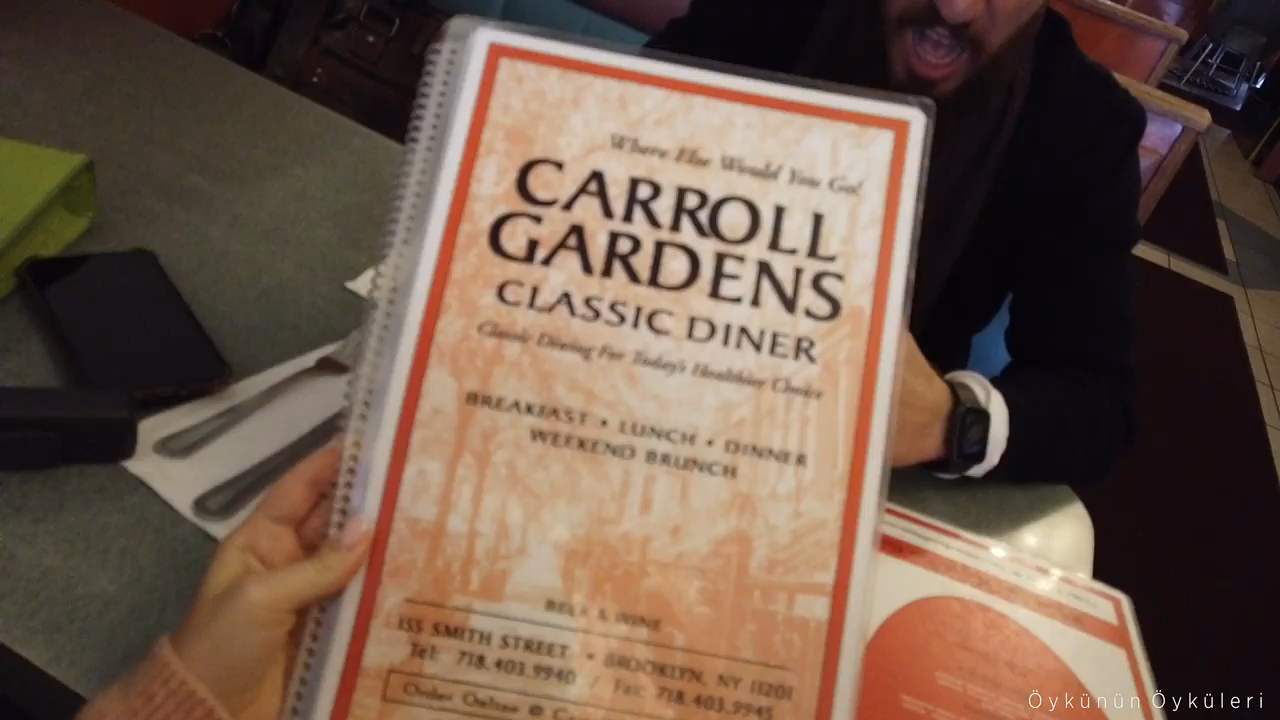 Where Else Would You Go!
CARROLL
GARDENS
CLASSIC DINER
Classic Dining For Today's Healthier Choice
BREAKFAST • LUNCH • DINNER
WEEKEND BRUNCH
BEER & WINE
155 SMITH STREET • BROOKLYN, NY 11201
Tel: 718.403.9940 / Fax: 718.403.9945
Order Online @
Öykünün Öyküleri